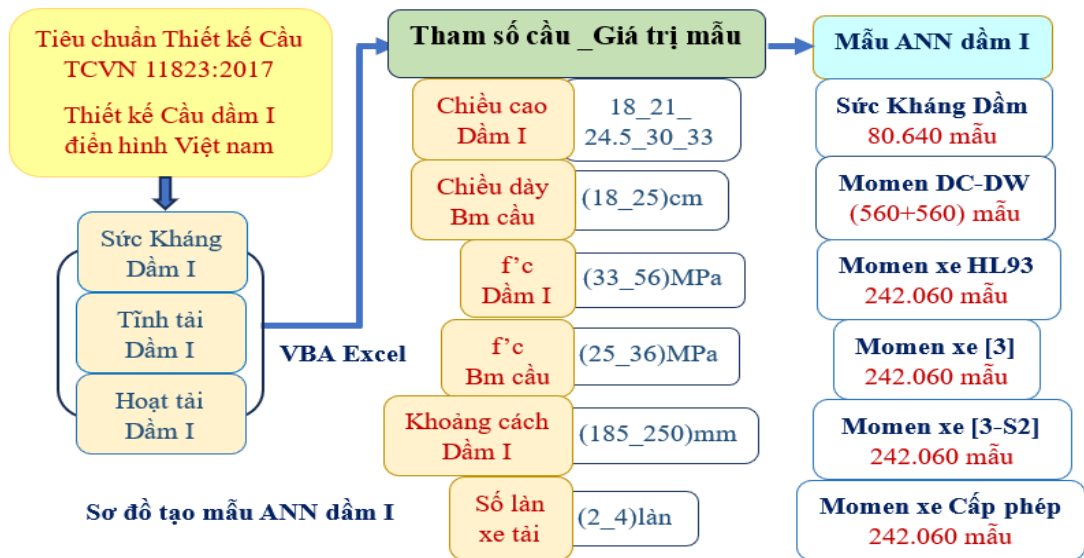 Tiêu chuẩn Thiết kế Cầu
TCVN 11823:2017
Thiết kế Cầu dầm I
điển hình Việt nam
Sức Kháng
Dầm I
Tĩnh tải
Dầm I
Hoạt tải
Dầm I
VBA Excel
Sơ đồ tạo mẫu ANN dầm I
Tham số cầu _Giá trị mẫu
Chiều cao
Dầm I
18_21_
24.5_30_33
Chiều dày
Bm cầu
(18_25)cm
f’c
Dầm I
(33_56)MPa
f’c
Bm cầu
(25_36)MPa
Khoảng cách
Dầm I
(185_250)mm
Số làn
xe tải
(2_4)làn
Mẫu ANN dầm I
Sức Kháng Dầm
80.640 mẫu
Momen DC-DW
(560+560) mẫu
Momen xe HL93
242.060 mẫu
Momen xe [3]
242.060 mẫu
Momen xe [3-S2]
242.060 mẫu
Momen xe Cấp phép
242.060 mẫu